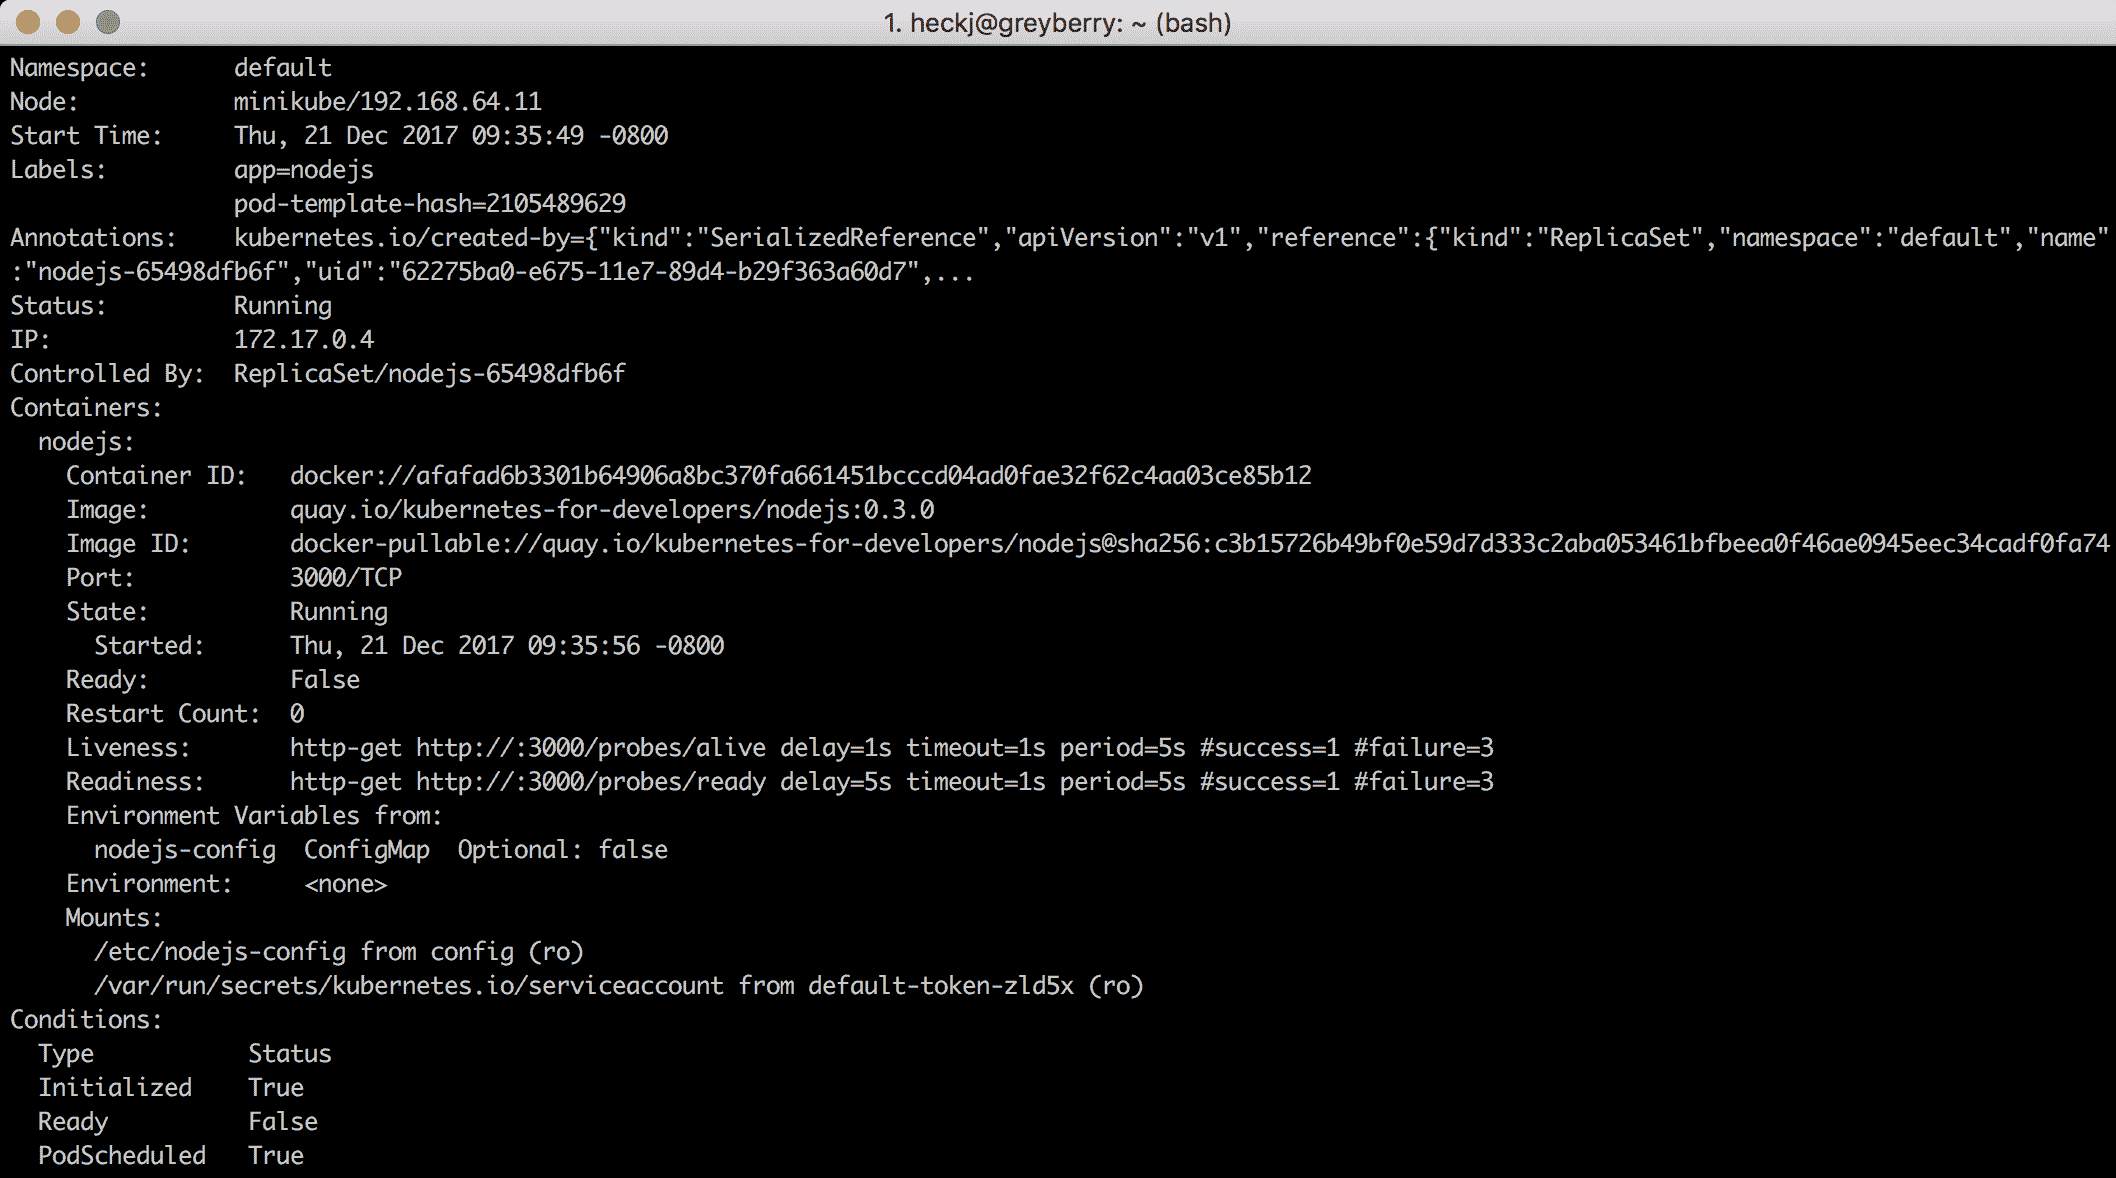 1. heckj@greyberry: ~ (bash)
Namespace:      default
Node:           minikube/192.168.64.11
Start Time:     Thu, 21 Dec 2017 09:35:49 -0800
Labels:         app=nodejs
                pod-template-hash=2105489629
Annotations:    kubernetes.io/created-by={"kind":"SerializedReference","apiVersion":"v1","reference":{"kind":"ReplicaSet","namespace":"default","name"
:"nodejs-65498dfb6f","uid":"62275ba0-e675-11e7-89d4-b29f363a60d7",...
Status:         Running
IP:             172.17.0.4
Controlled By:  ReplicaSet/nodejs-65498dfb6f
Containers:
  nodejs:
    Container ID:   docker://afafad6b3301b64906a8bc370fa661451bcccd04ad0fae32f62c4aa03ce85b12
    Image:          quay.io/kubernetes-for-developers/nodejs:0.3.0
    Image ID:       docker-pullable://quay.io/kubernetes-for-developers/nodejs@sha256:c3b15726b49bf0e59d7d333c2aba053461bfbeea0f46ae0945eec34cadf0fa74
    Port:           3000/TCP
    State:          Running
      Started:      Thu, 21 Dec 2017 09:35:56 -0800
    Ready:          False
    Restart Count:  0
    Liveness:       http-get http://:3000/probes/alive delay=1s timeout=1s period=5s #success=1 #failure=3
    Readiness:      http-get http://:3000/probes/ready delay=5s timeout=1s period=5s #success=1 #failure=3
    Environment Variables from:
      nodejs-config  ConfigMap  Optional: false
    Environment:     <none>
    Mounts:
      /etc/nodejs-config from config (ro)
      /var/run/secrets/kubernetes.io/serviceaccount from default-token-zld5x (ro)
Conditions:
  Type           Status
  Initialized    True
  Ready          False
  PodScheduled   True